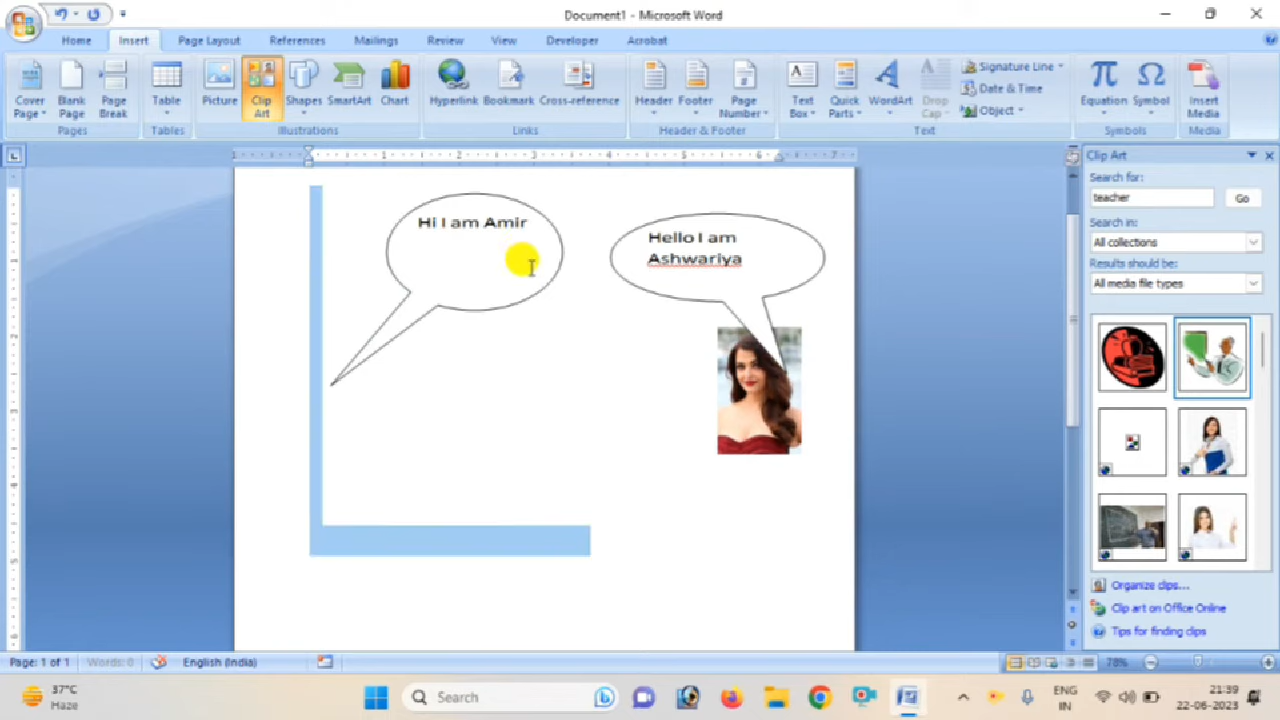 Document1 - Microsoft Word
Home Insert Page Layout References Mailings Review View Developer Acrobat
Cover Page Blank Page Page Break Table Picture Clip Art Shapes SmartArt Chart Hyperlink Bookmark Cross-reference Header Footer Page Number Text Box Quick Parts WordArt Drop Cap Signature Line Date & Time Object Equation Symbol Insert Media
Pages Tables Illustrations Links Header & Footer Text Symbols Media
Clip Art
Search for:
teacher Go
Search in:
All collections
Results should be:
All media file types
Organize clips...
Clip art on Office Online
Tips for finding clips
Hi I am Amir
Hello I am
Ashwariya
Page: 1 of 1 Words: 0 English (India) 78%
37°C
Haze
Search
ENG
IN
21:39
22-06-2023